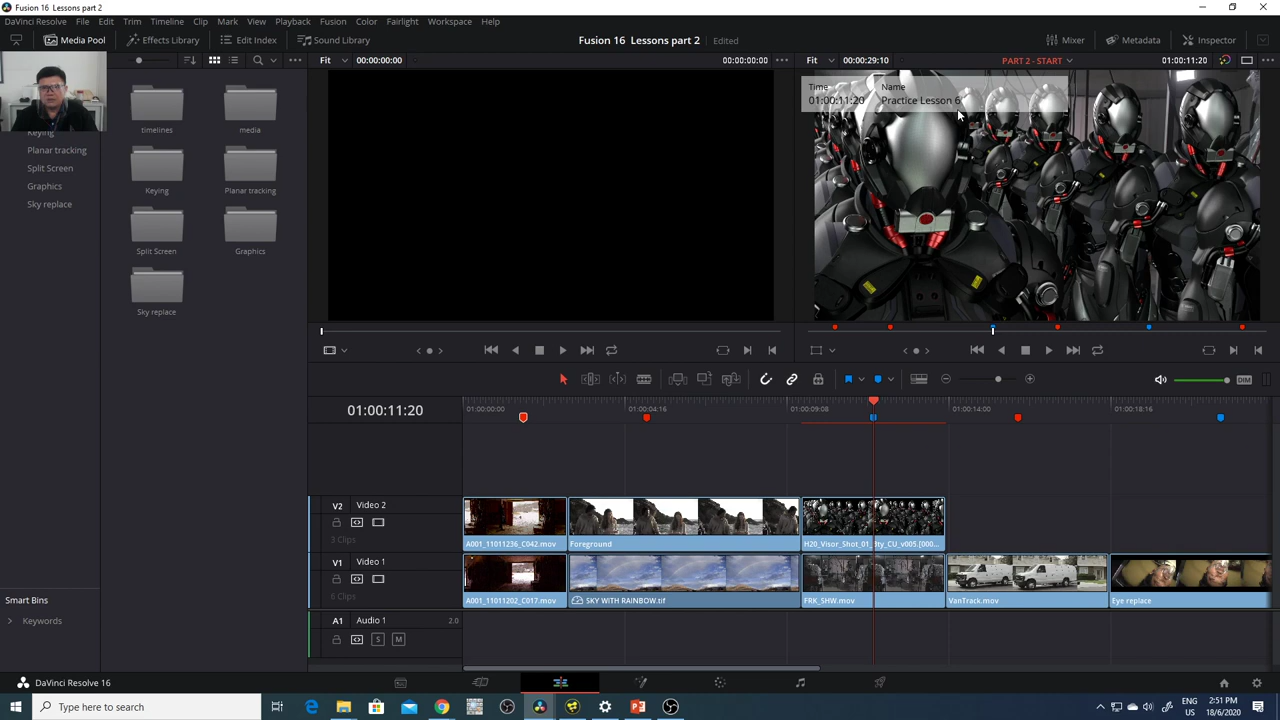 Fusion 16 Lessons part 2
DaVinci Resolve File Edit Trim Timeline Clip Mark View Playback Fusion Color Fairlight Workspace Help
Media Pool Effects Library Edit Index Sound Library Fusion 16 Lessons part 2 Edited Mixer Metadata Inspector
Fit 00:00:00:00 00:00:00:00 Fit 00:00:29:10 PART 2 - START 01:00:11:20
Time Name
01:00:11:20 Practice Lesson 6
timelines media
Keying
Planar tracking
Split Screen
Graphics
Sky replace
Keying Planar tracking
Split Screen Graphics
Sky replace
DIM
01:00:11:20
01:00:00:00 01:00:04:16 01:00:09:08 01:00:14:00 01:00:18:16
V2 Video 2
3 Clips
A001_11011236_C042.mov Foreground H20_Visor_Shot_01_ ity_CU_v005.[000...
V1 Video 1
6 Clips
A001_11011202_C017.mov SKY WITH RAINBOW.tif FRK_SHW.mov VanTrack.mov Eye replace
A1 Audio 1 2.0
S M
Smart Bins
Keywords
DaVinci Resolve 16
Type here to search
ENG
US
2:51 PM
18/6/2020